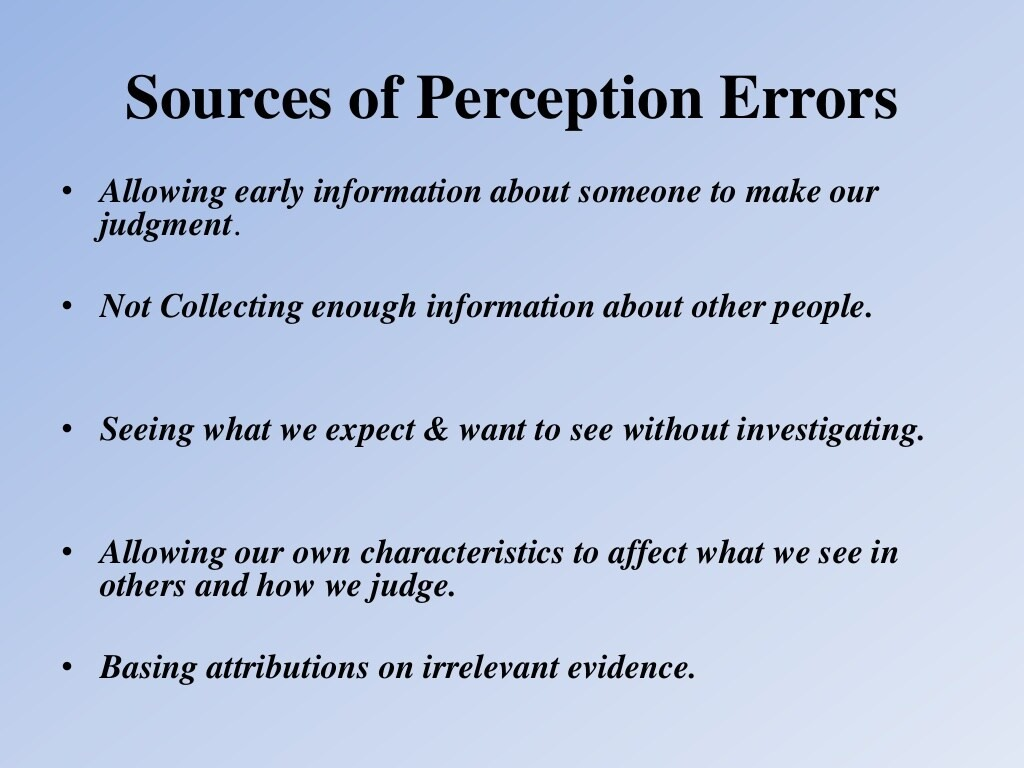 Sources of Perception Errors
• Allowing early information about someone to make our
judgment.
• Not Collecting enough information about other people.
• Seeing what we expect & want to see without investigating.
• Allowing our own characteristics to affect what we see in
others and how we judge.
• Basing attributions on irrelevant evidence.